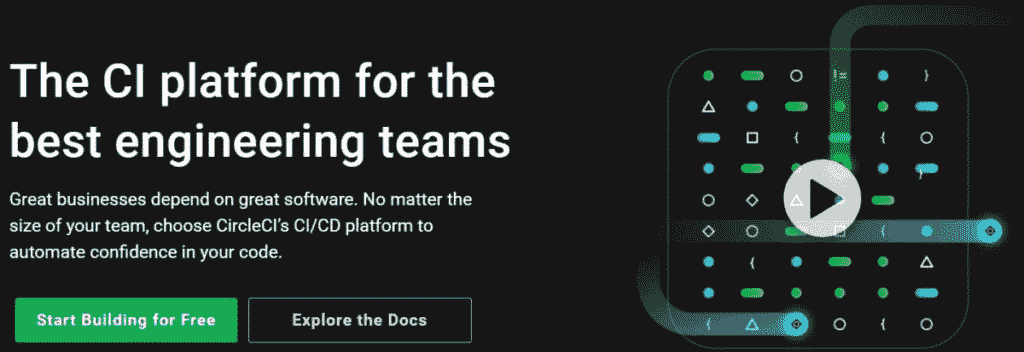 The CI platform for the
best engineering teams
Great businesses depend on great software. No matter the
size of your team, choose CircleCI's CI/CD platform to
automate confidence in your code.
Start Building for Free
Explore the Docs